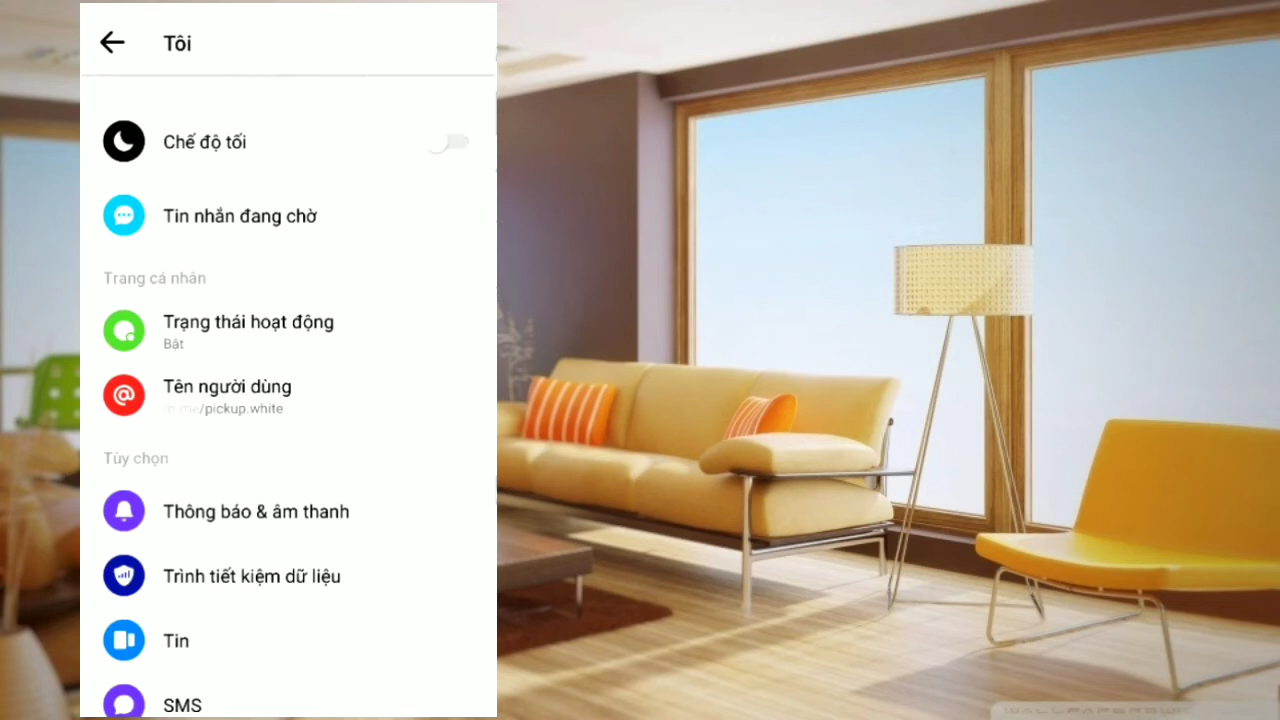 Tôi
Chế độ tối
Tin nhắn đang chờ
Trang cá nhân
Trạng thái hoạt động
Bật
Tên người dùng
m.me/pickup.white
Tùy chọn
Thông báo & âm thanh
Trình tiết kiệm dữ liệu
Tin
SMS